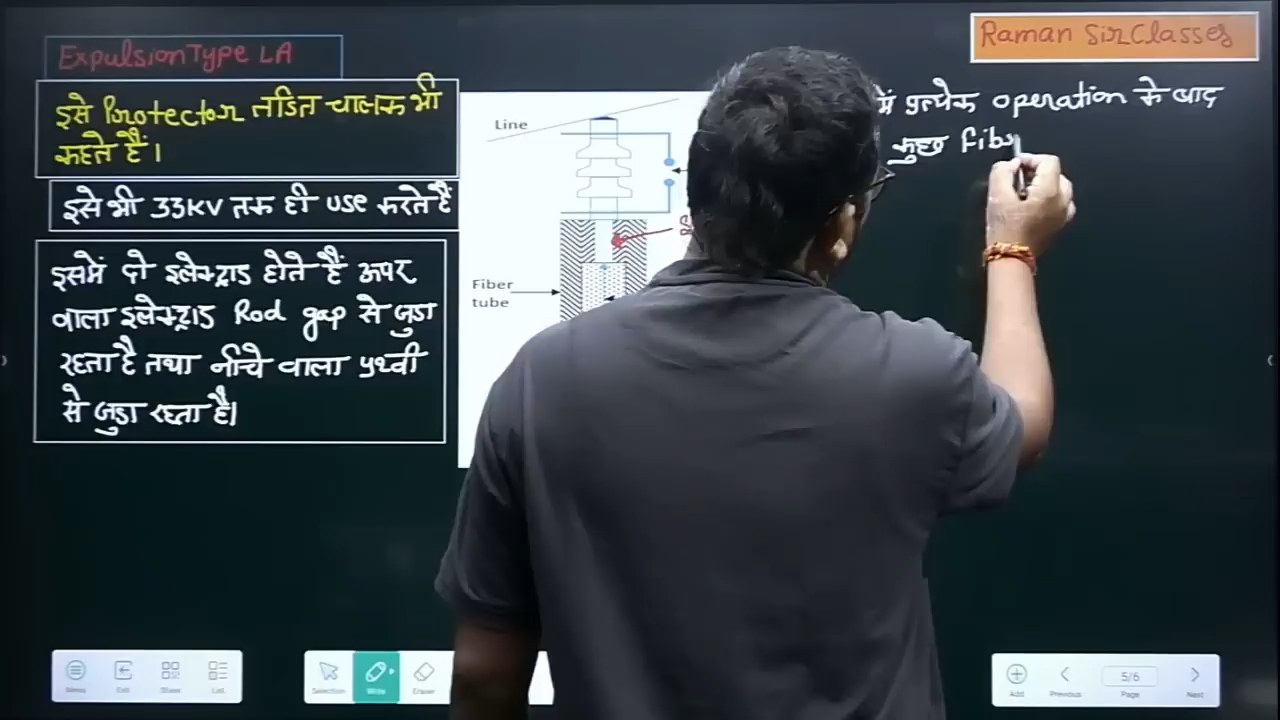 Expulsion Type LA
Raman Sir Classes
इसे Protector तडित चालक भी
कहते हैं।
इसे भी 33KV तक ही use करते हैं
इसमें दो इलेक्ट्राड होते हैं ऊपर
वाला इलेक्ट्राड Rod gap से जुडा
रहता है तथा नीचे वाला पृथ्वी
से जुडा रहता है।
Line
Fiber
tube
में प्रत्येक operation के बाद
कुछ fib
Menu
Exit
Share
List
Selection
Write
Eraser
Add
Previous
5/6
Page
Next